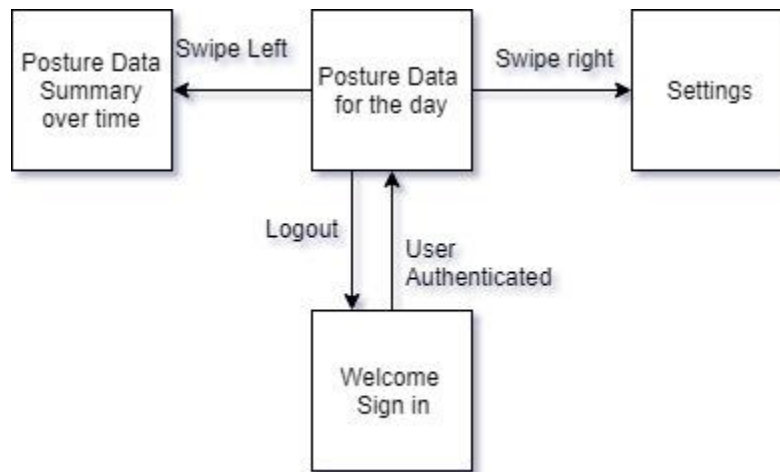 Posture Data
Summary
over time
Swipe Left
Posture Data
for the day
Swipe right
Settings
Logout
User
Authenticated
Welcome
Sign in